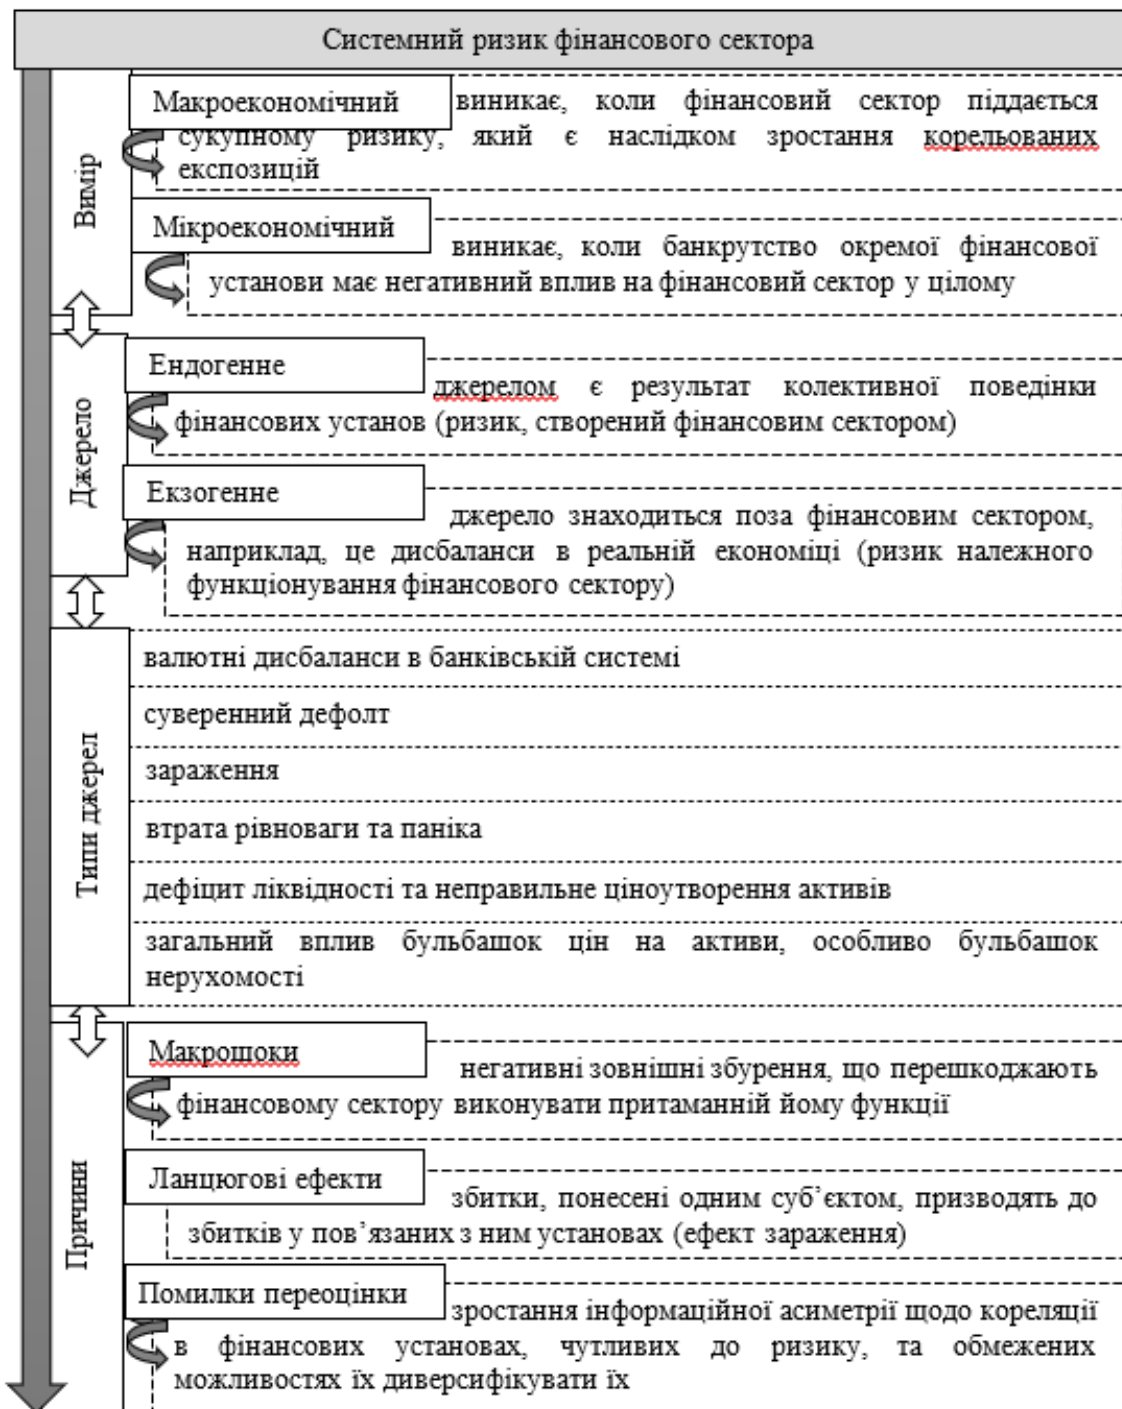 Системний ризик фінансового сектора
Вимір
Макроекономічний
виникає, коли фінансовий сектор піддається
сукупному ризику, який є наслідком зростання корельованих
експозицій
Мікроекономічний
виникає, коли банкрутство окремої фінансової
установи має негативний вплив на фінансовий сектор у цілому
Джерело
Ендогенне
джерелом є результат колективної поведінки
фінансових установ (ризик, створений фінансовим сектором)
Екзогенне
джерело знаходиться поза фінансовим сектором,
наприклад, це дисбаланси в реальній економіці (ризик належного
функціонування фінансового сектору)
Типи джерел
валютні дисбаланси в банківській системі
суверенний дефолт
зараження
втрата рівноваги та паніка
дефіцит ліквідності та неправильне ціноутворення активів
загальний вплив бульбашок цін на активи, особливо бульбашок
нерухомості
Причини
Макрошоки
негативні зовнішні збурення, що перешкоджають
фінансовому сектору виконувати притаманній йому функції
Ланцюгові ефекти
збитки, понесені одним суб’єктом, призводять до
збитків у пов’язаних з ним установах (ефект зараження)
Помилки переоцінки
зростання інформаційної асиметрії щодо кореляції
в фінансових установах, чутливих до ризику, та обмежених
можливостях їх диверсифікувати їх